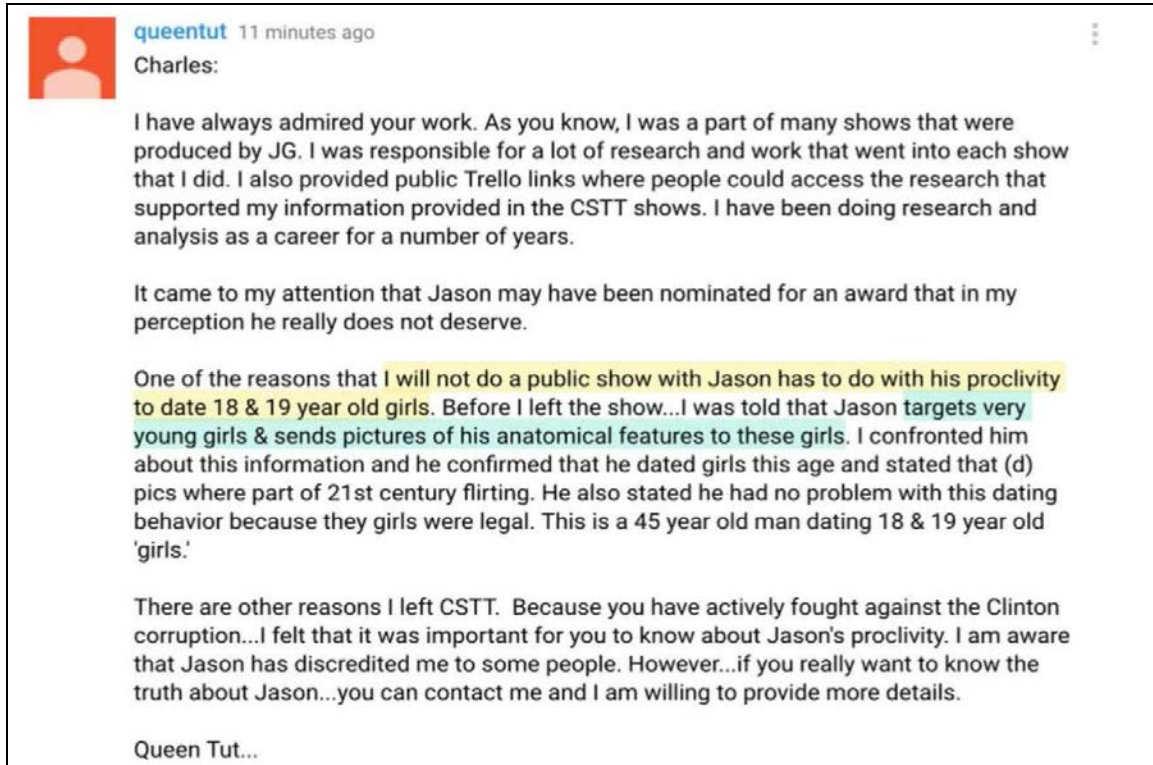 queentut 11 minutes ago
Charles:
I have always admired your work. As you know, I was a part of many shows that were
produced by JG. I was responsible for a lot of research and work that went into each show
that I did. I also provided public Trello links where people could access the research that
supported my information provided in the CSTT shows. I have been doing research and
analysis as a career for a number of years.
It came to my attention that Jason may have been nominated for an award that in my
perception he really does not deserve.
One of the reasons that I will not do a public show with Jason has to do with his proclivity
to date 18 & 19 year old girls. Before I left the show...I was told that Jason targets very
young girls & sends pictures of his anatomical features to these girls. I confronted him
about this information and he confirmed that he dated girls this age and stated that (d)
pics where part of 21st century flirting. He also stated he had no problem with this dating
behavior because they girls were legal. This is a 45 year old man dating 18 & 19 year old
'girls.'
There are other reasons I left CSTT.  Because you have actively fought against the Clinton
corruption...I felt that it was important for you to know about Jason's proclivity. I am aware
that Jason has discredited me to some people. However...if you really want to know the
truth about Jason...you can contact me and I am willing to provide more details.
Queen Tut...